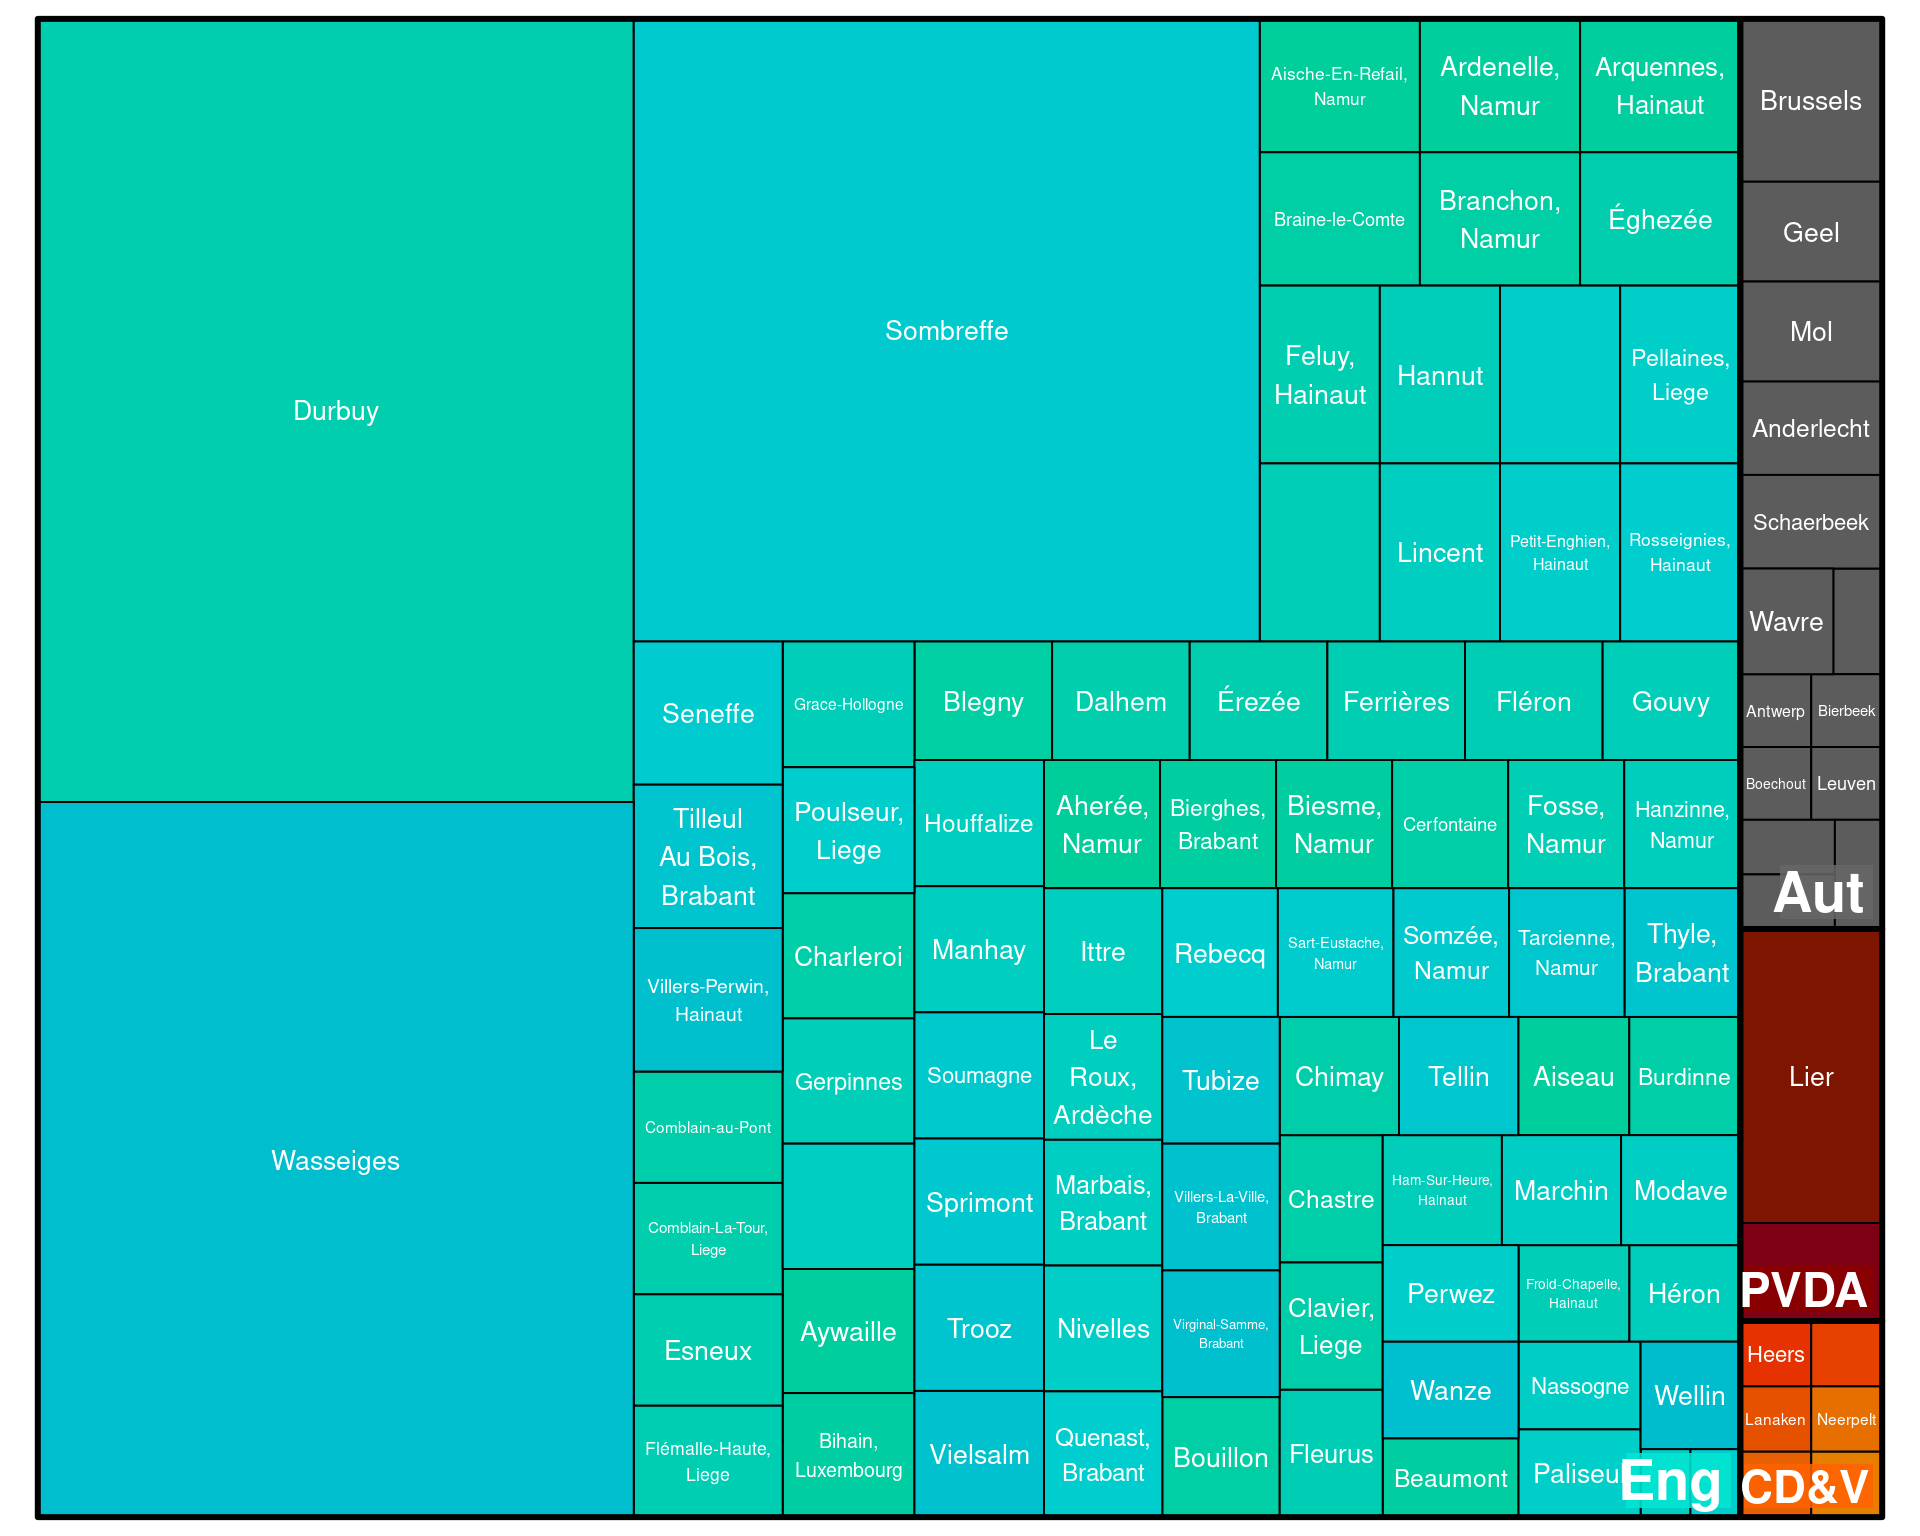 Durbuy
Wasseiges
Sombreffe
Aische-En-Refail,
Namur
Ardenelle,
Namur
Arquennes,
Hainaut
Braine-le-Comte
Branchon,
Namur
Éghezée
Feluy,
Hainaut
Hannut
Pellaines,
Liege
Lincent
Petit-Enghien,
Hainaut
Rosseignies,
Hainaut
Seneffe
Tilleul
Au Bois,
Brabant
Villers-Perwin,
Hainaut
Comblain-au-Pont
Comblain-La-Tour,
Liege
Esneux
Flémalle-Haute,
Liege
Grace-Hollogne
Poulseur,
Liege
Charleroi
Gerpinnes
Aywaille
Bihain,
Luxembourg
Blegny
Dalhem
Érezée
Ferrières
Fléron
Gouvy
Houffalize
Manhay
Soumagne
Sprimont
Trooz
Vielsalm
Aherée,
Namur
Bierghes,
Brabant
Biesme,
Namur
Cerfontaine
Fosse,
Namur
Hanzinne,
Namur
Ittre
Le
Roux,
Ardèche
Marbais,
Brabant
Nivelles
Quenast,
Brabant
Rebecq
Sart-Eustache,
Namur
Somzée,
Namur
Tarcienne,
Namur
Thyle,
Brabant
Tubize
Villers-La-Ville,
Brabant
Virginal-Samme,
Brabant
Bouillon
Chimay
Tellin
Aiseau
Burdinne
Chastre
Clavier,
Liege
Fleurus
Ham-Sur-Heure,
Hainaut
Marchin
Modave
Perwez
Froid-Chapelle,
Hainaut
Héron
Wanze
Nassogne
Wellin
Beaumont
Paliseul
Eng
Brussels
Geel
Mol
Anderlecht
Schaerbeek
Wavre
Antwerp
Bierbeek
Boechout
Leuven
Aut
Lier
PVDA
Heers
Lanaken
Neerpelt
CD&V